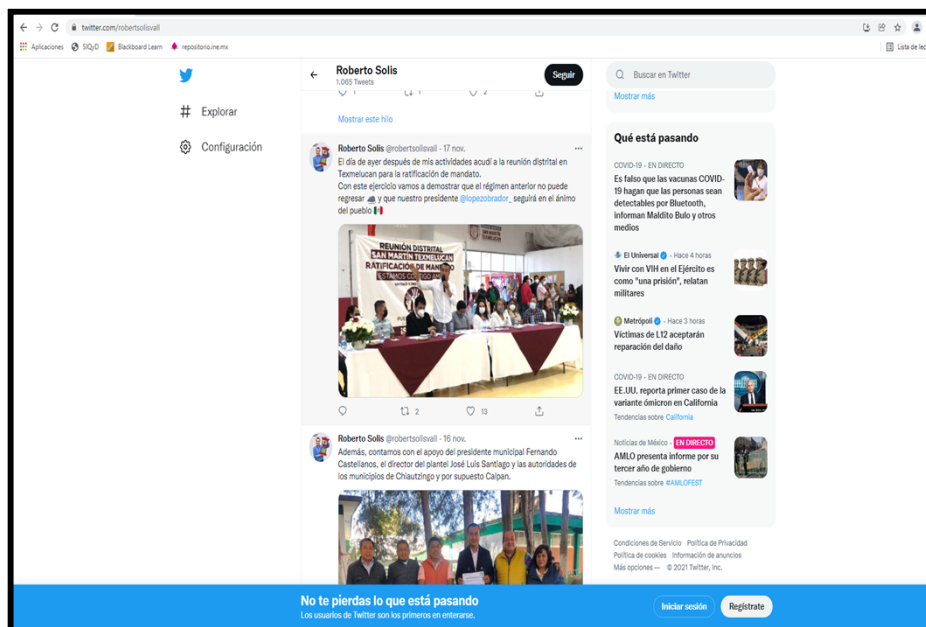 twitter.com/robertsolisvall
Aplicaciones
SIQyD
Blackboard Learn
repositorio.ine.mx
Lista de lec
Explorar
Configuración
Roberto Solis
1.065 Tweets
Seguir
1
1
2
Mostrar este hilo
Roberto Solis @robertsolisvall · 17 nov.
El día de ayer después de mis actividades acudí a la reunión distrital en
Texmelucan para la ratificación de mandato.
Con este ejercicio vamos a demostrar que el régimen anterior no puede
regresar 🐀 y que nuestro presidente @lopezobrador_ seguirá en el ánimo
del pueblo 🇲🇽
REUNIÓN DISTRITAL
SAN MARTÍN TEXMELUCAN
RATIFICACIÓN DE MANDATO
ESTAMOS CONTIGO AMLO
SAN MARTÍN
TEXMELUCAN
2
13
Roberto Solis @robertsolisvall · 16 nov.
Además, contamos con el apoyo del presidente municipal Fernando
Castellanos, el director del plantel José Luis Santiago y las autoridades de
los municipios de Chiautzingo y por supuesto Calpan.
Buscar en Twitter
Mostrar más
Qué está pasando
COVID-19 · EN DIRECTO
Es falso que las vacunas COVID-
19 hagan que las personas sean
detectables por Bluetooth,
informan Maldito Bulo y otros
medios
El Universal · Hace 4 horas
Vivir con VIH en el Ejército es
como "una prisión", relatan
militares
Metrópoli · Hace 3 horas
Víctimas de L12 aceptarán
reparación del daño
COVID-19 · EN DIRECTO
EE.UU. reporta primer caso de la
variante ómicron en California
Tendencias sobre California
Noticias de México · EN DIRECTO
AMLO presenta informe por su
tercer año de gobierno
Tendencias sobre #AMLOFEST
Mostrar más
Condiciones de Servicio Política de Privacidad
Política de cookies Información de anuncios
Más opciones ··· © 2021 Twitter, Inc.
No te pierdas lo que está pasando
Los usuarios de Twitter son los primeros en enterarse.
Iniciar sesión
Regístrate